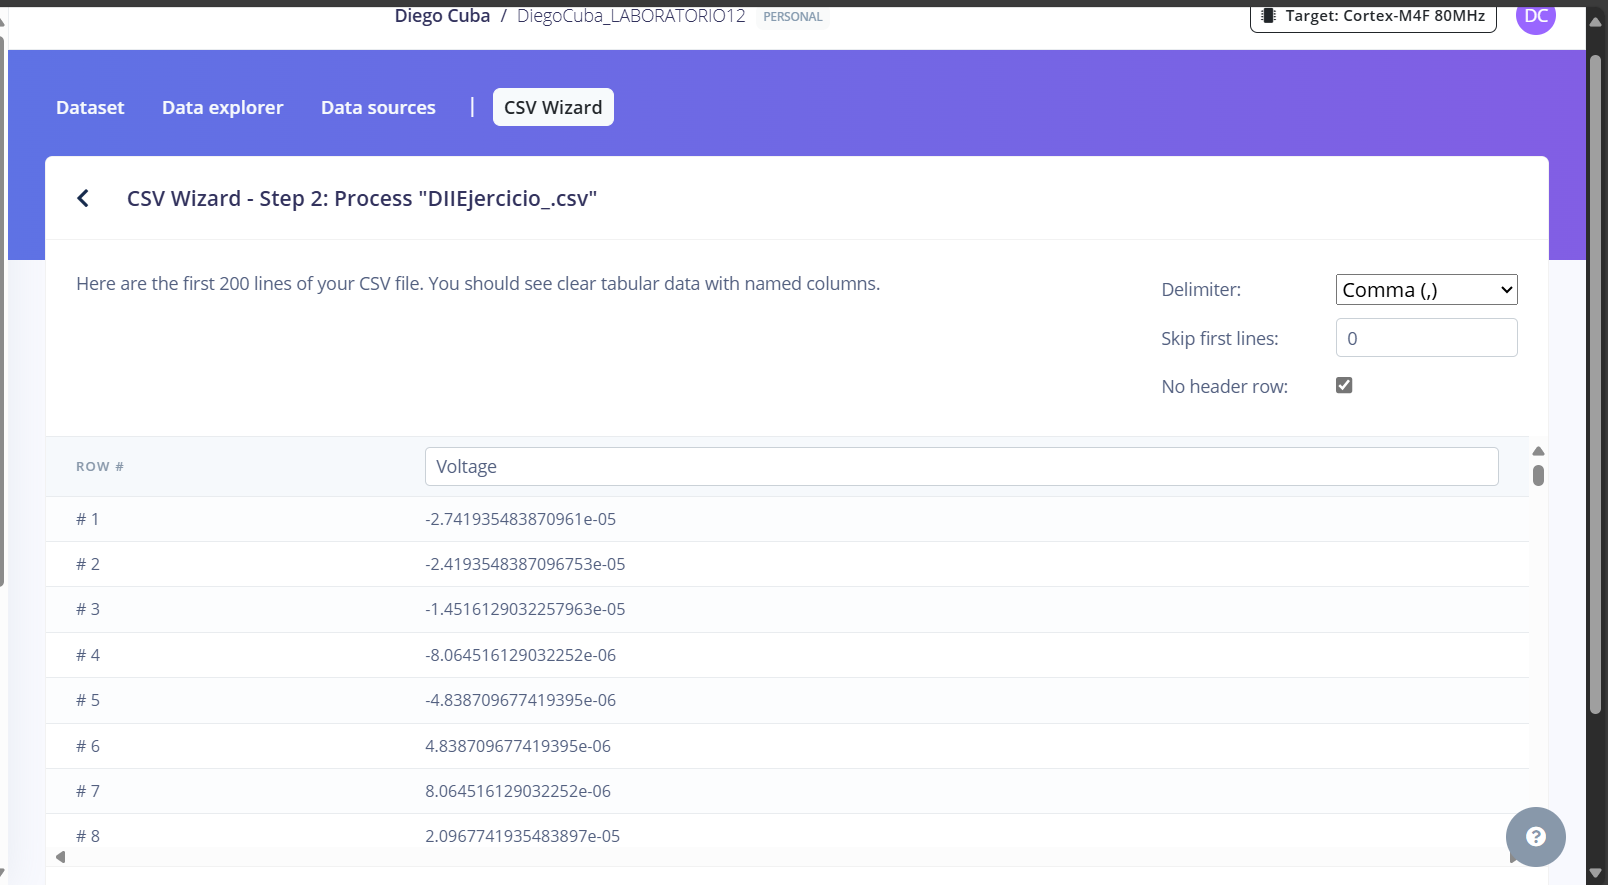 Diego Cuba / DiegoCuba_LABORATORIO12 PERSONAL
Target: Cortex-M4F 80MHz
DC
Dataset Data explorer Data sources | CSV Wizard
CSV Wizard - Step 2: Process "DIIEjercicio_.csv"
Here are the first 200 lines of your CSV file. You should see clear tabular data with named columns.
Delimiter: Comma (,)
Skip first lines: 0
No header row:
ROW # Voltage
# 1 -2.741935483870961e-05
# 2 -2.4193548387096753e-05
# 3 -1.4516129032257963e-05
# 4 -8.064516129032252e-06
# 5 -4.838709677419395e-06
# 6 4.838709677419395e-06
# 7 8.064516129032252e-06
# 8 2.0967741935483897e-05
?